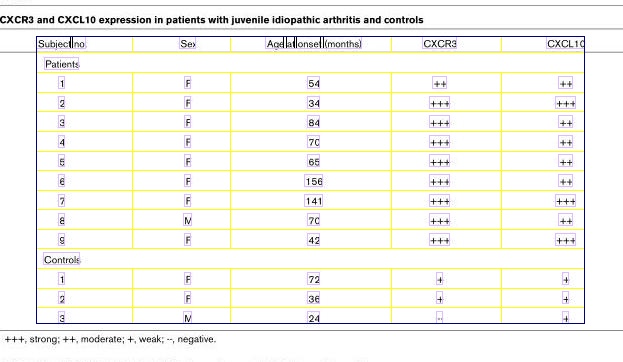 CXCR3 and CXCL10 expression in patients with juvenile idiopathic arthritis and controls
Subject no. Sex Age at onset (months) CXCR3 CXCL10
Patients
1 F 54 ++ ++
2 F 34 +++ +++
3 F 84 +++ ++
4 F 70 +++ ++
5 F 65 +++ ++
6 F 156 +++ ++
7 F 141 +++ +++
8 M 70 +++ ++
9 F 42 +++ +++
Controls
1 F 72 + +
2 F 36 + +
3 M 24 -- +
+++, strong; ++, moderate; +, weak; --, negative.